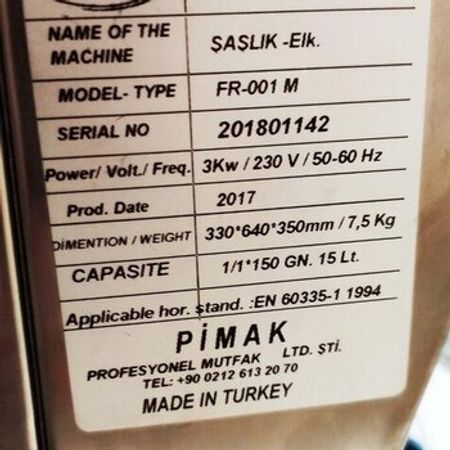 NAME OF THE MACHINE ŞAŞLIK -Elk.
MODEL- TYPE FR-001 M
SERIAL NO 201801142
Power/ Volt./ Freq. 3Kw / 230 V / 50-60 Hz
Prod. Date 2017
DİMENTION / WEIGHT 330*640*350mm / 7,5 Kg
CAPASITE 1/1*150 GN. 15 Lt.
Applicable hor. stand. :EN 60335-1 1994
PİMAK
PROFESYONEL MUTFAK LTD. ŞTİ.
TEL: +90 0212 613 20 70
MADE IN TURKEY